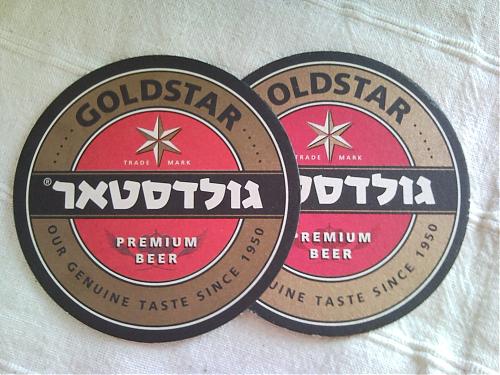 GOLDSTAR
TRADE MARK
גולדסטאר®
PREMIUM
BEER
OUR GENUINE TASTE SINCE 1950
OLDSTAR
TRADE MARK
גולדס
PREMIUM
BEER
UINE TASTE SINCE 1950